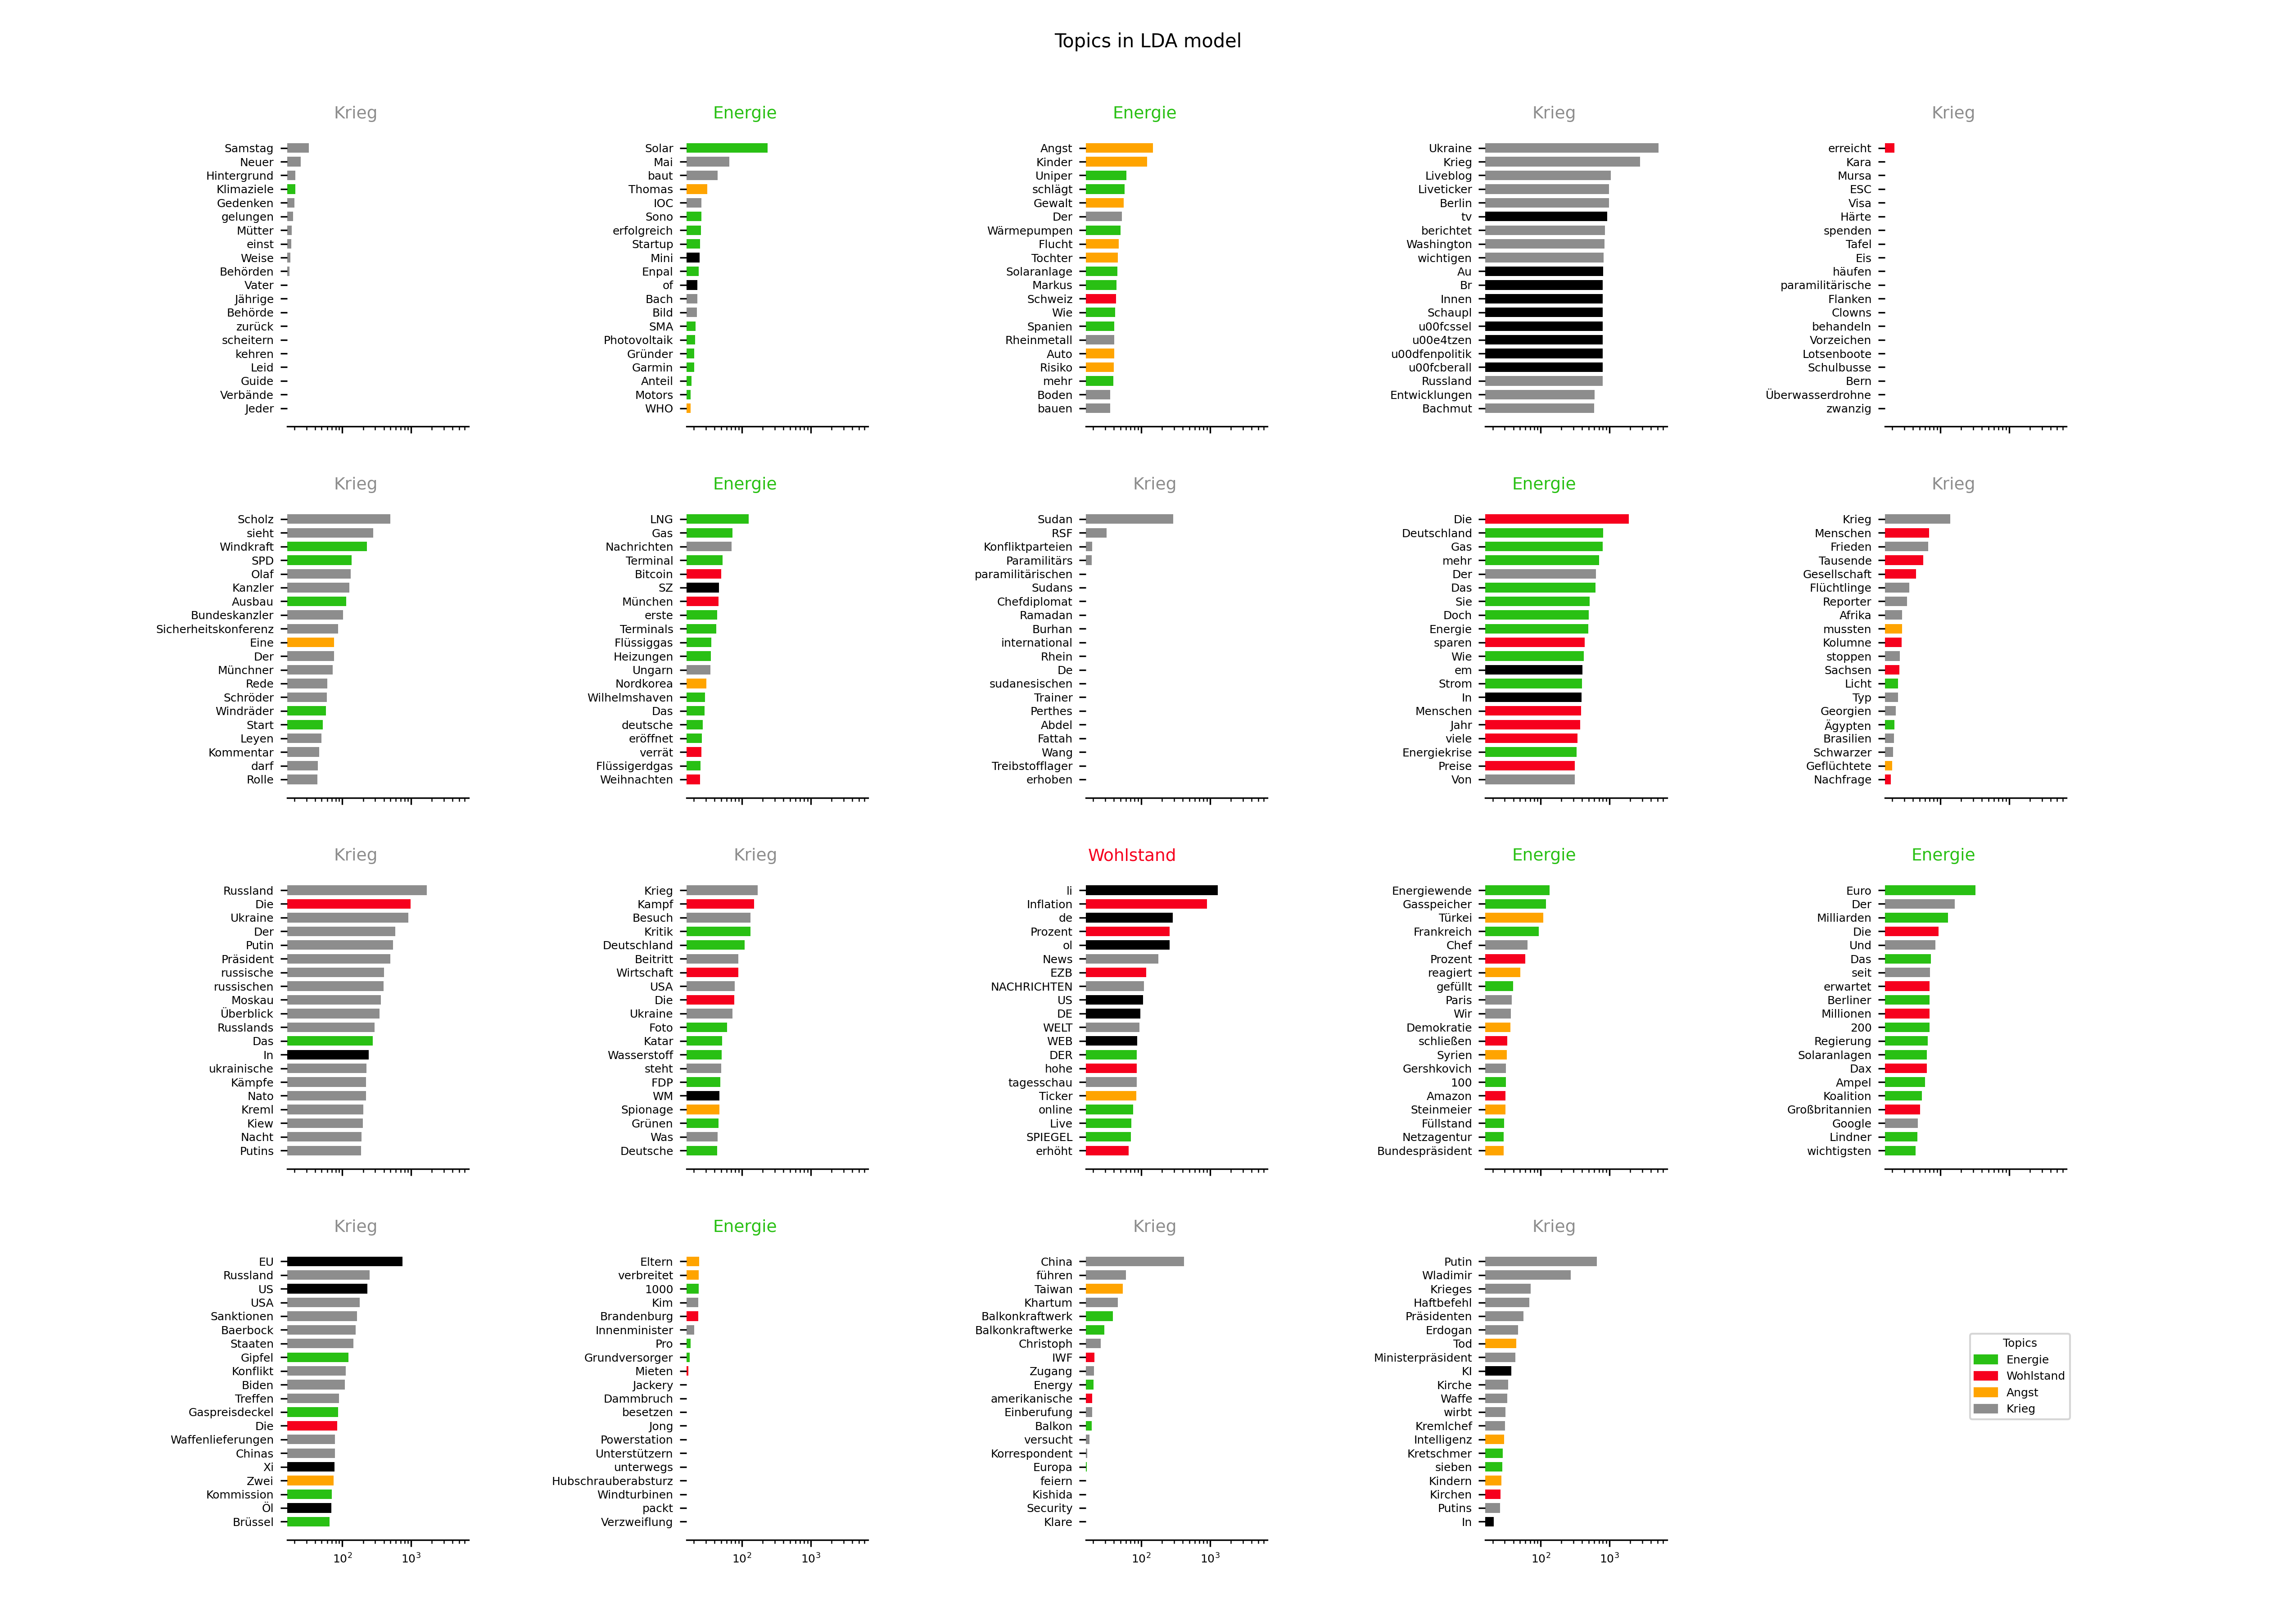 Topics in LDA model
Krieg
Samstag
Neuer
Hintergrund
Klimaziele
Gedenken
gelungen
Mütter
einst
Weise
Behörden
Vater
Jährige
Behörde
zurück
scheitern
kehren
Leid
Guide
Verbände
Jeder
Energie
Solar
Mai
baut
Thomas
IOC
Sono
erfolgreich
Startup
Mini
Enpal
of
Bach
Bild
SMA
Photovoltaik
Gründer
Garmin
Anteil
Motors
WHO
Energie
Angst
Kinder
Uniper
schlägt
Gewalt
Der
Wärmepumpen
Flucht
Tochter
Solaranlage
Markus
Schweiz
Wie
Spanien
Rheinmetall
Auto
Risiko
mehr
Boden
bauen
Krieg
Ukraine
Krieg
Liveblog
Liveticker
Berlin
tv
berichtet
Washington
wichtigen
Au
Br
Innen
Schaupl
u00fcssel
u00e4tzen
u00dfenpolitik
u00fcberall
Russland
Entwicklungen
Bachmut
Krieg
erreicht
Kara
Mursa
ESC
Visa
Härte
spenden
Tafel
Eis
häufen
paramilitärische
Flanken
Clowns
behandeln
Vorzeichen
Lotsenboote
Schulbusse
Bern
Überwasserdrohne
zwanzig
Krieg
Scholz
sieht
Windkraft
SPD
Olaf
Kanzler
Ausbau
Bundeskanzler
Sicherheitskonferenz
Eine
Der
Münchner
Rede
Schröder
Windräder
Start
Leyen
Kommentar
darf
Rolle
Energie
LNG
Gas
Nachrichten
Terminal
Bitcoin
SZ
München
erste
Terminals
Flüssiggas
Heizungen
Ungarn
Nordkorea
Wilhelmshaven
Das
deutsche
eröffnet
verrät
Flüssigerdgas
Weihnachten
Krieg
Sudan
RSF
Konfliktparteien
Paramilitärs
paramilitärischen
Sudans
Chefdiplomat
Ramadan
Burhan
international
Rhein
De
sudanesischen
Trainer
Perthes
Abdel
Fattah
Wang
Treibstofflager
erhoben
Energie
Die
Deutschland
Gas
mehr
Der
Das
Sie
Doch
Energie
sparen
Wie
em
Strom
In
Menschen
Jahr
viele
Energiekrise
Preise
Von
Krieg
Krieg
Menschen
Frieden
Tausende
Gesellschaft
Flüchtlinge
Reporter
Afrika
mussten
Kolumne
stoppen
Sachsen
Licht
Typ
Georgien
Ägypten
Brasilien
Schwarzer
Geflüchtete
Nachfrage
Krieg
Russland
Die
Ukraine
Der
Putin
Präsident
russische
russischen
Moskau
Überblick
Russlands
Das
In
ukrainische
Kämpfe
Nato
Kreml
Kiew
Nacht
Putins
Krieg
Krieg
Kampf
Besuch
Kritik
Deutschland
Beitritt
Wirtschaft
USA
Die
Ukraine
Foto
Katar
Wasserstoff
steht
FDP
WM
Spionage
Grünen
Was
Deutsche
Wohlstand
li
Inflation
de
Prozent
ol
News
EZB
NACHRICHTEN
US
DE
WELT
WEB
DER
hohe
tagesschau
Ticker
online
Live
SPIEGEL
erhöht
Energie
Energiewende
Gasspeicher
Türkei
Frankreich
Chef
Prozent
reagiert
gefüllt
Paris
Wir
Demokratie
schließen
Syrien
Gershkovich
100
Amazon
Steinmeier
Füllstand
Netzagentur
Bundespräsident
Energie
Euro
Der
Milliarden
Die
Und
Das
seit
erwartet
Berliner
Millionen
200
Regierung
Solaranlagen
Dax
Ampel
Koalition
Großbritannien
Google
Lindner
wichtigsten
Krieg
EU
Russland
US
USA
Sanktionen
Baerbock
Staaten
Gipfel
Konflikt
Biden
Treffen
Gaspreisdeckel
Die
Waffenlieferungen
Chinas
Xi
Zwei
Kommission
Öl
Brüssel
10² 10³
Energie
Eltern
verbreitet
1000
Kim
Brandenburg
Innenminister
Pro
Grundversorger
Mieten
Jackery
Dammbruch
besetzen
Jong
Powerstation
Unterstützern
unterwegs
Hubschrauberabsturz
Windturbinen
packt
Verzweiflung
10² 10³
Krieg
China
führen
Taiwan
Khartum
Balkonkraftwerk
Balkonkraftwerke
Christoph
IWF
Zugang
Energy
amerikanische
Einberufung
Balkon
versucht
Korrespondent
Europa
feiern
Kishida
Security
Klare
10² 10³
Krieg
Putin
Wladimir
Krieges
Haftbefehl
Präsidenten
Erdogan
Tod
Ministerpräsident
KI
Kirche
Waffe
wirbt
Kremlchef
Intelligenz
Kretschmer
sieben
Kindern
Kirchen
Putins
In
10² 10³
Topics
Energie
Wohlstand
Angst
Krieg